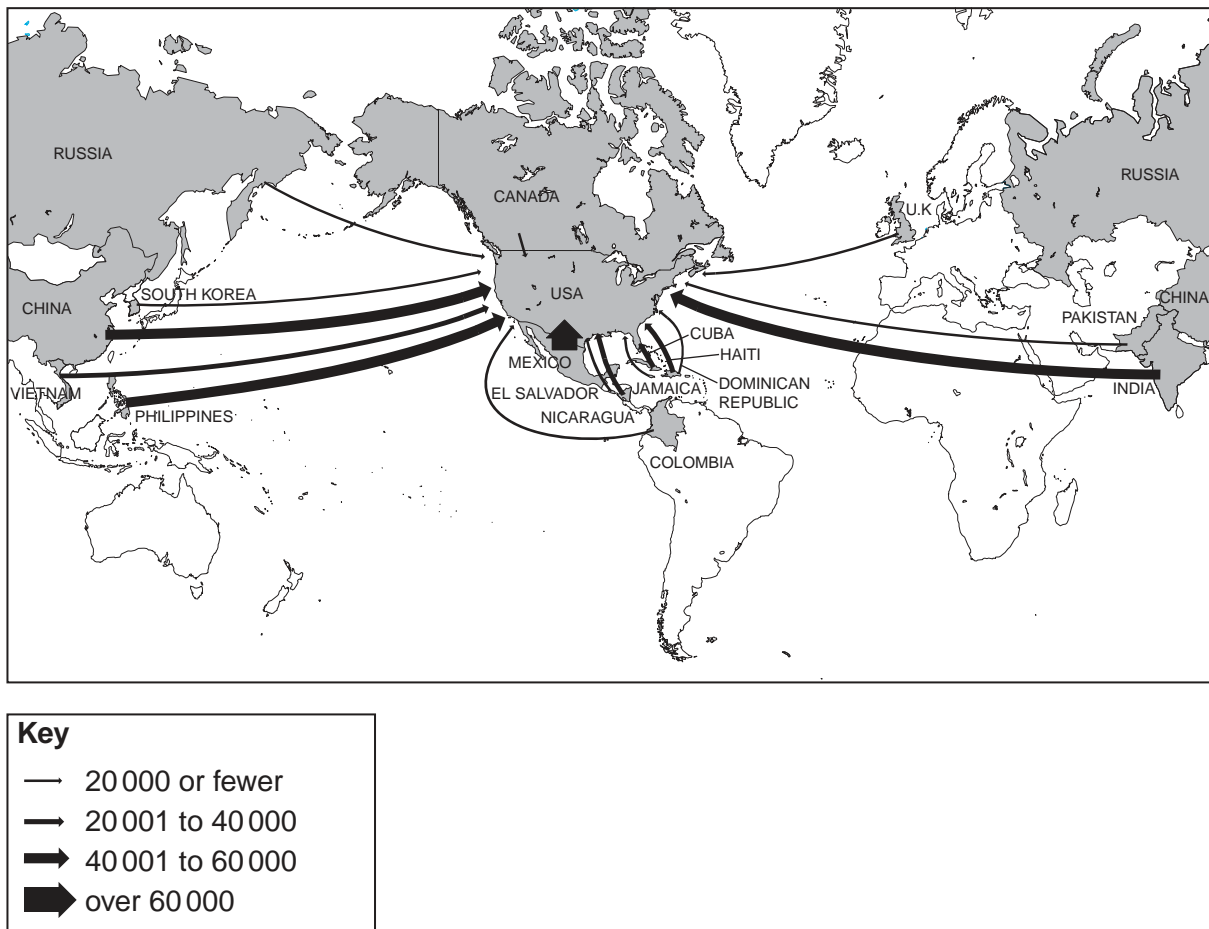 RUSSIA
CANADA
U.K
RUSSIA
CHINA
SOUTH KOREA
USA
CHINA
PAKISTAN
CUBA
HAITI
MEXICO
VIETNAM
EL SALVADOR
JAMAICA
DOMINICAN
REPUBLIC
INDIA
PHILIPPINES
NICARAGUA
COLOMBIA
Key
20 000 or fewer
20 001 to 40 000
40 001 to 60 000
over 60 000